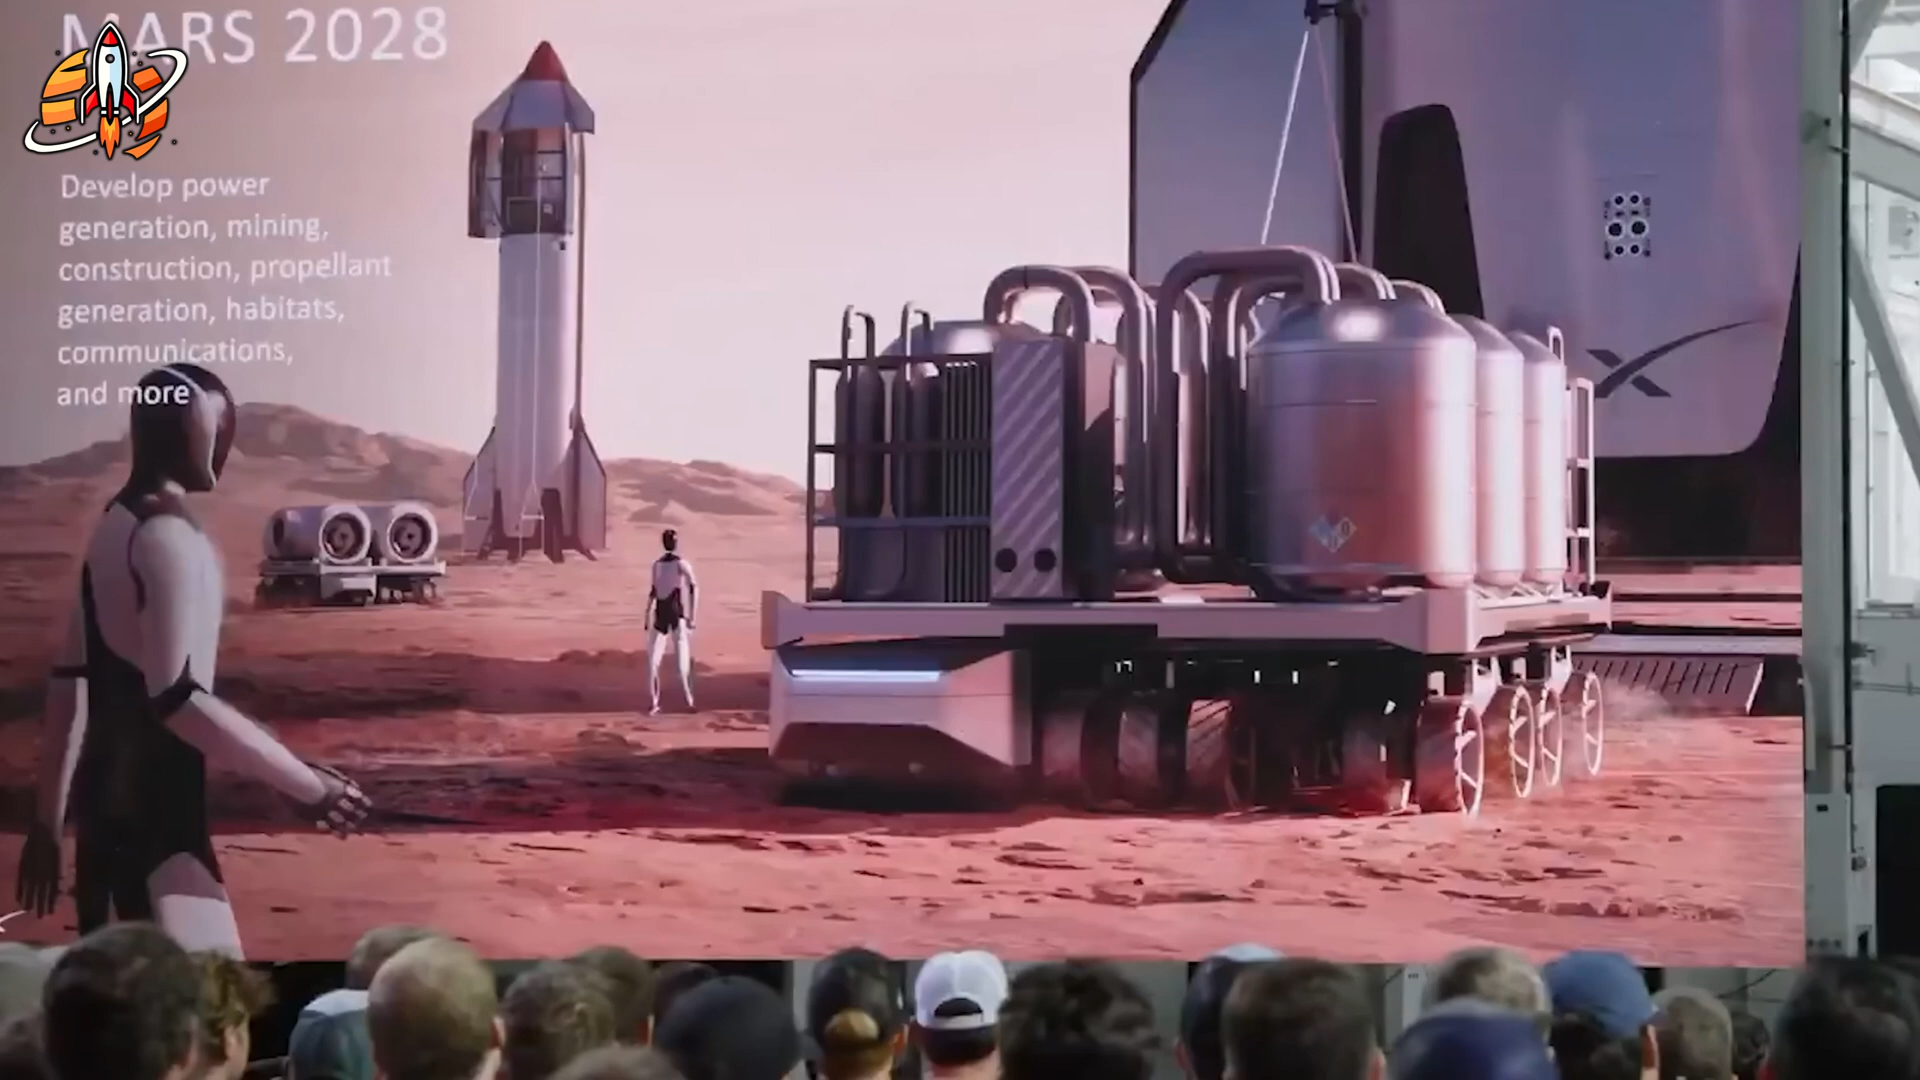 MARS 2028
Develop power
generation, mining,
construction, propellant
generation, habitats,
communications,
and more
X